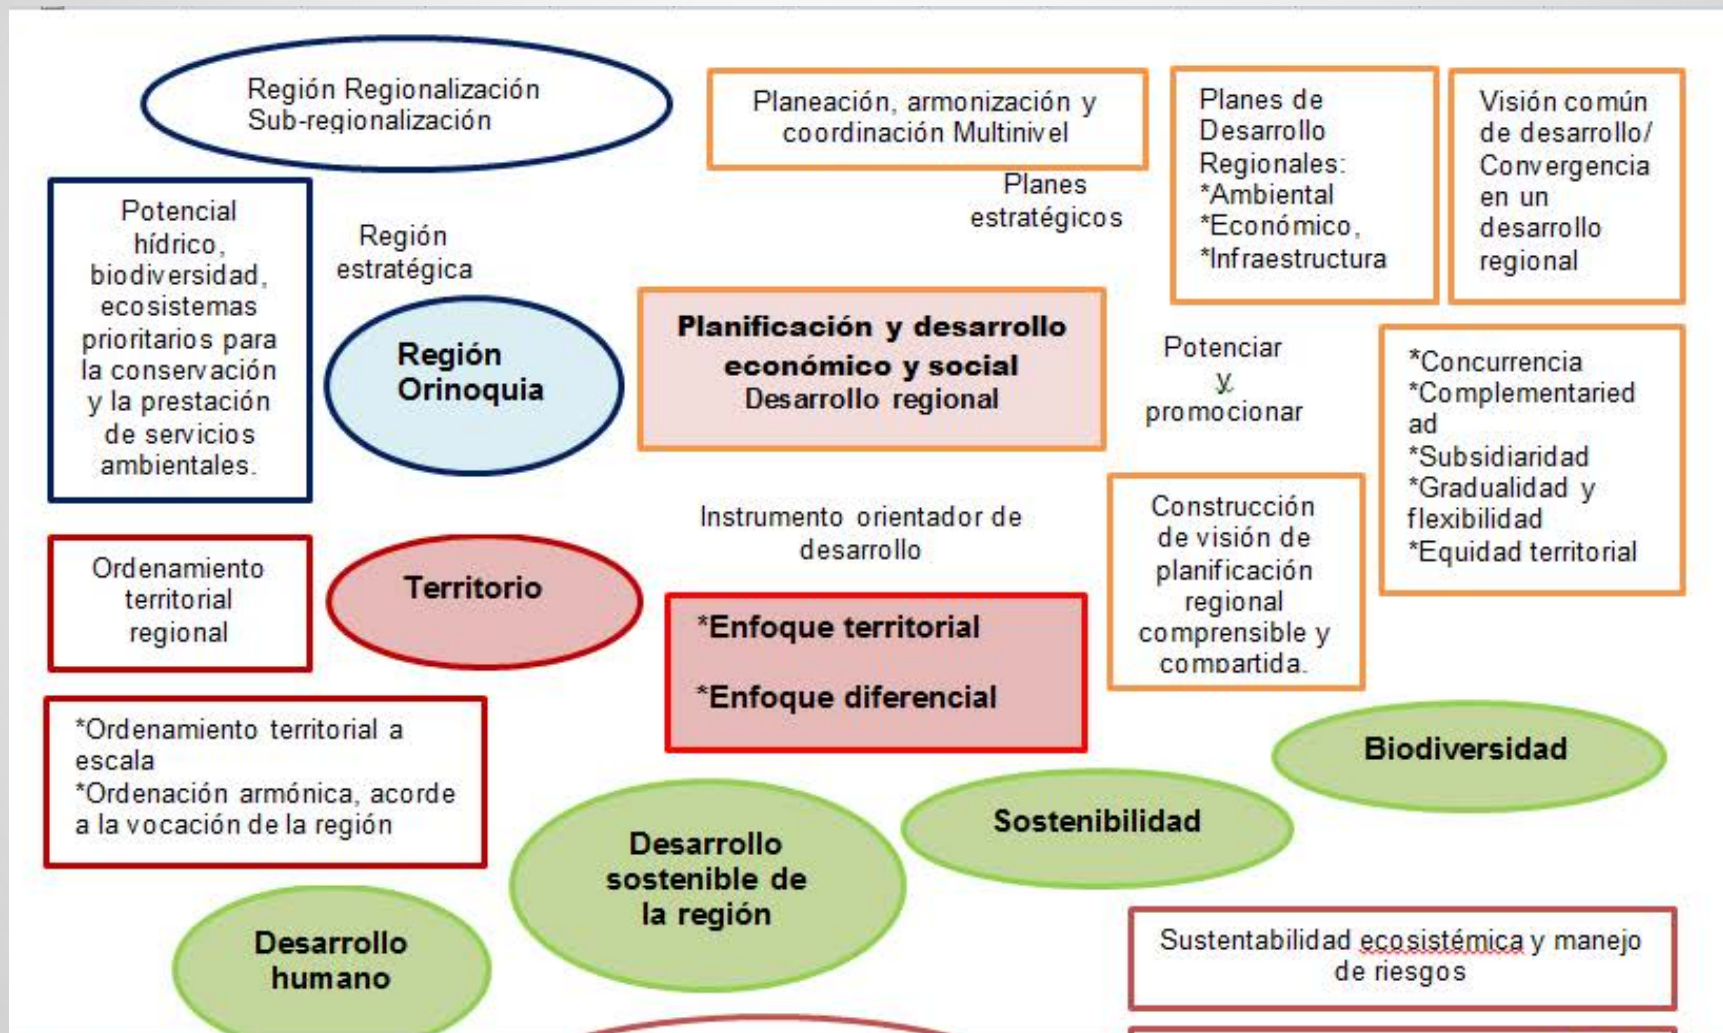 Región Regionalización
Sub-regionalización
Planeación, armonización y
coordinación Multinivel
Planes de
Desarrollo
Regionales:
*Ambiental
*Económico,
*Infraestructura
Visión común
de desarrollo/
Convergencia
en un
desarrollo
regional
Planes
estratégicos
Potencial
hídrico,
biodiversidad,
ecosistemas
prioritarios para
la conservación
y la prestación
de servicios
ambientales.
Región
estratégica
Región
Orinoquia
Planificación y desarrollo
económico y social
Desarrollo regional
Potenciar
y
promocionar
*Concurrencia
*Complementaried
ad
*Subsidiaridad
*Gradualidad y
flexibilidad
*Equidad territorial
Instrumento orientador de
desarrollo
Construcción
de visión de
planificación
regional
comprensible y
compartida.
Ordenamiento
territorial
regional
Territorio
*Enfoque territorial
*Enfoque diferencial
*Ordenamiento territorial a
escala
*Ordenación armónica, acorde
a la vocación de la región
Biodiversidad
Sostenibilidad
Desarrollo
sostenible de
la región
Desarrollo
humano
Sustentabilidad ecosistémica y manejo
de riesgos